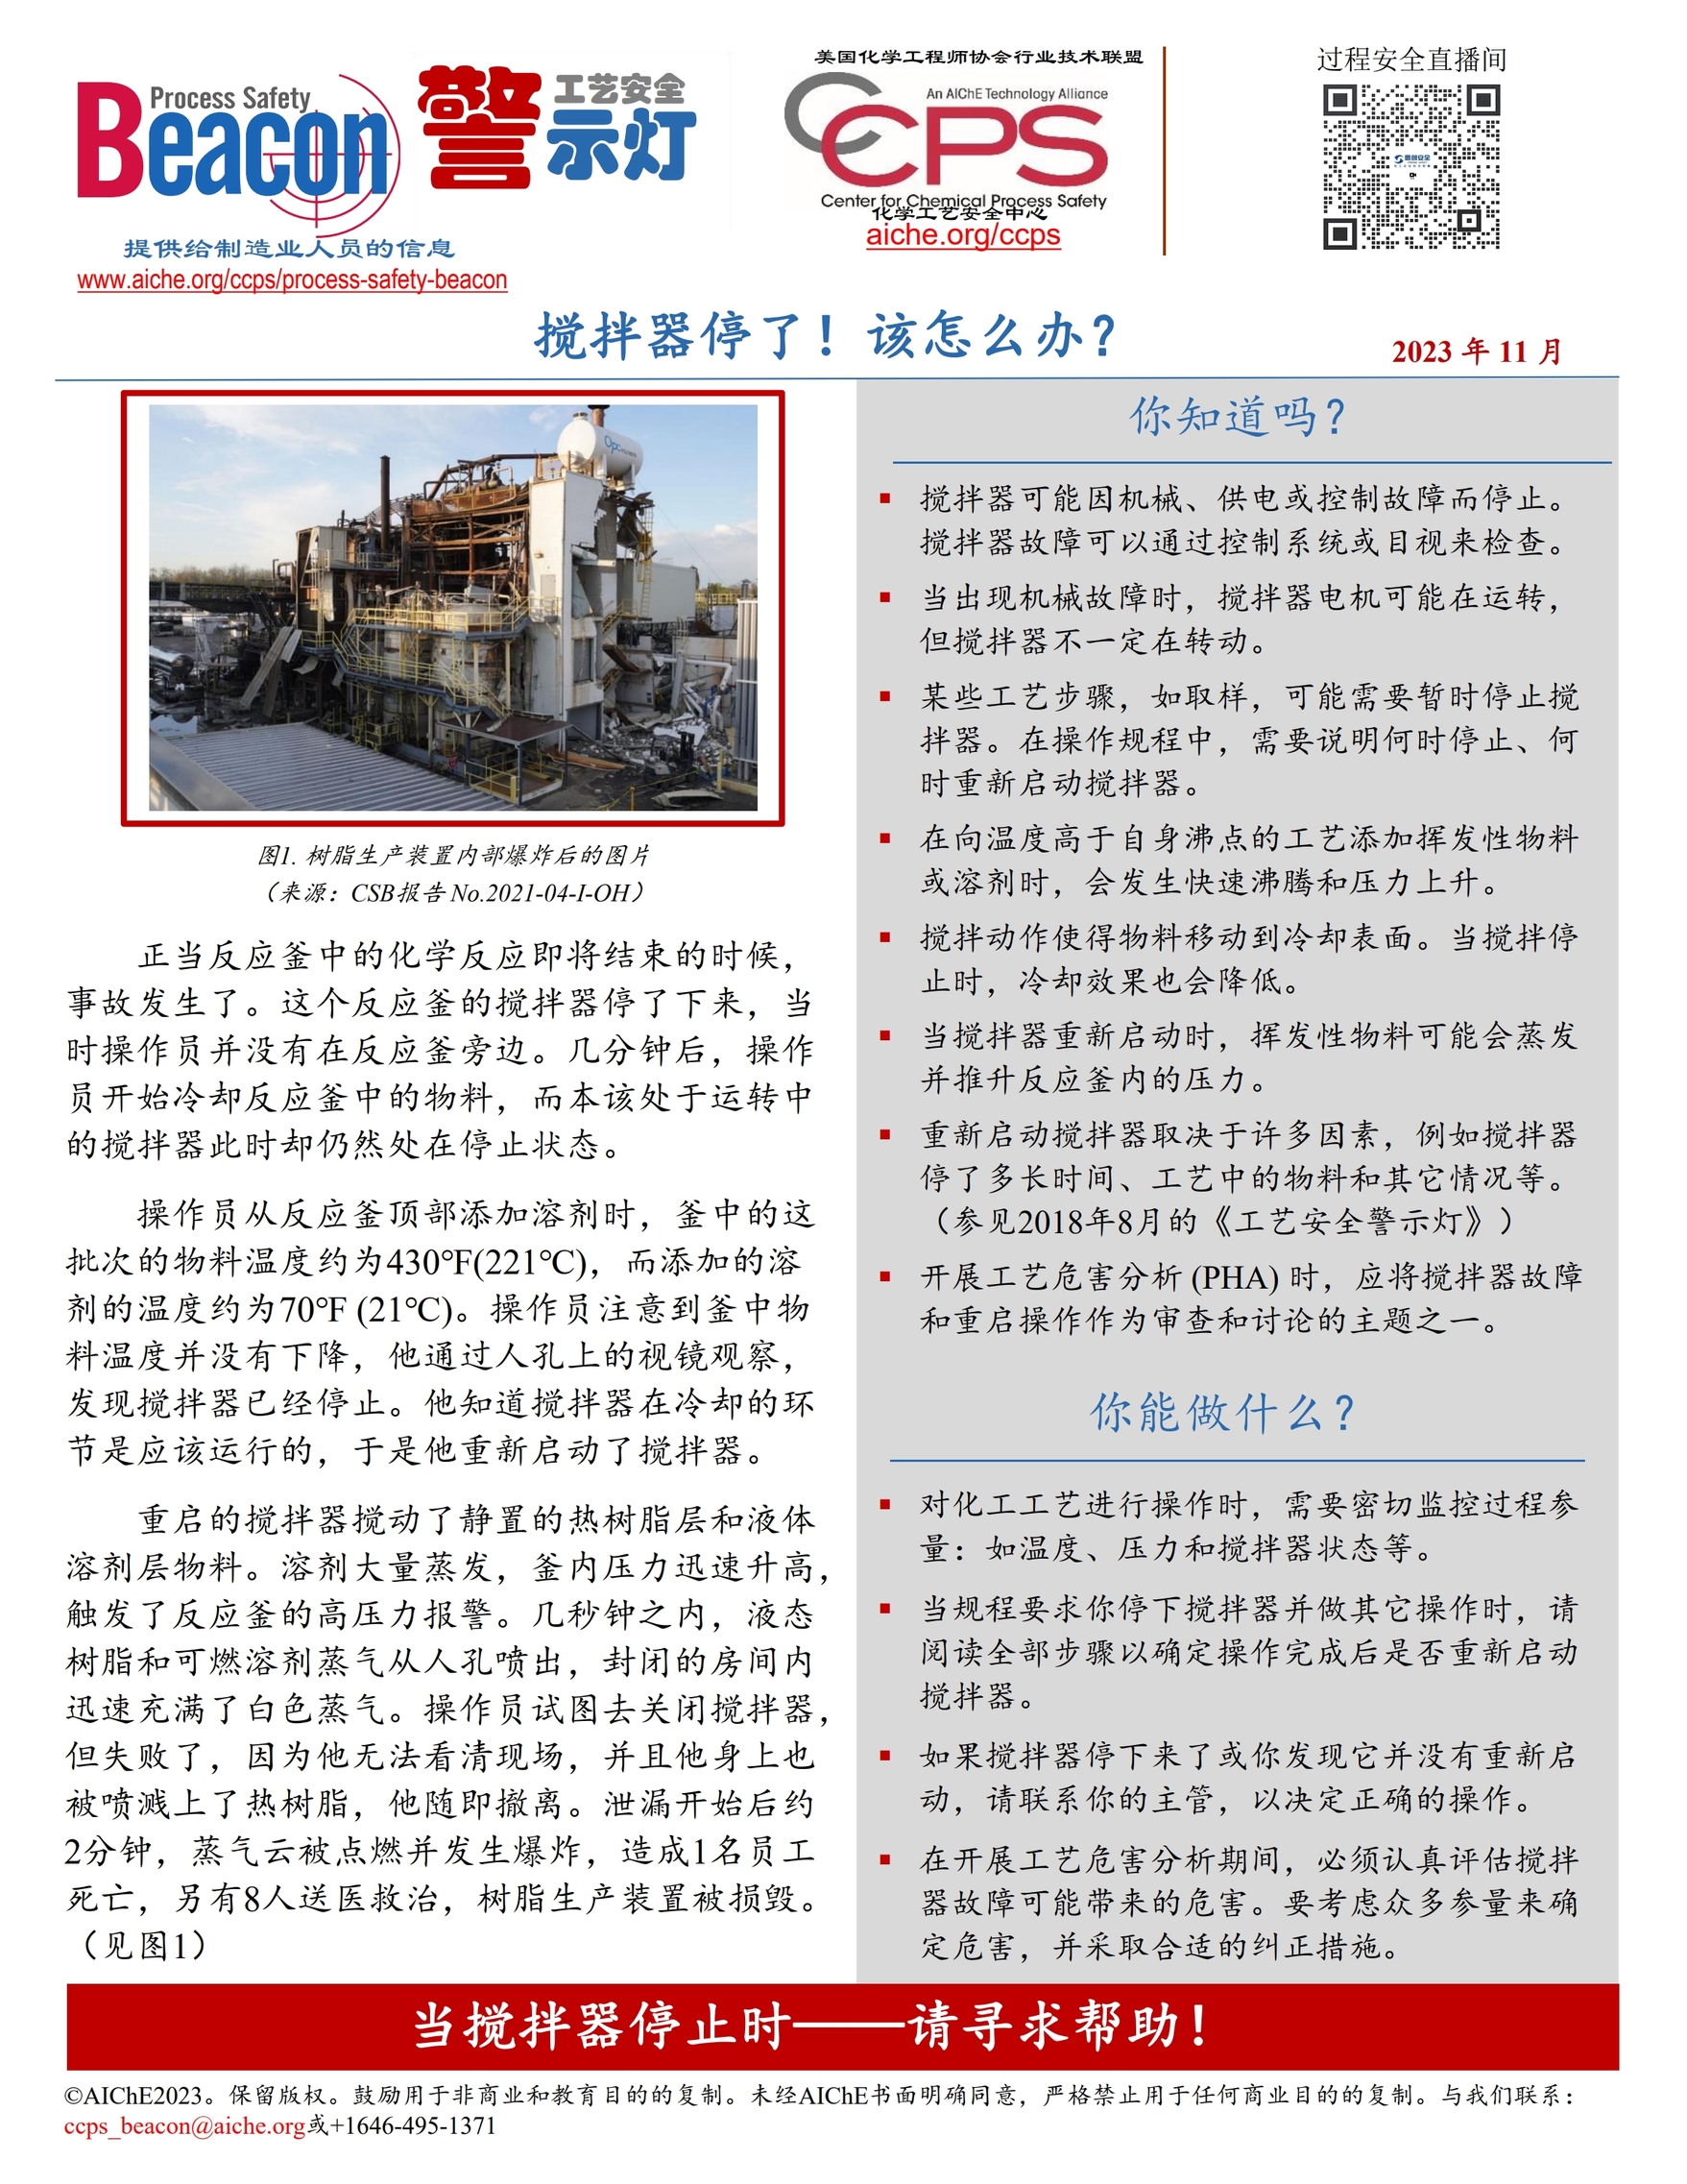 Process Safety
Beacon
警示灯
工艺安全
提供给制造业人员的信息
www.aiche.org/ccps/process-safety-beacon
美国化学工程师协会行业技术联盟
An AIChE Technology Alliance
CCPS
Center for Chemical Process Safety
化学工艺安全中心
aiche.org/ccps
过程安全直播间
搅拌器停了！该怎么办？
2023 年 11 月
图1. 树脂生产装置内部爆炸后的图片
（来源：CSB报告 No.2021-04-I-OH）
正当反应釜中的化学反应即将结束的时候，
事故发生了。这个反应釜的搅拌器停了下来，当
时操作员并没有在反应釜旁边。几分钟后，操作
员开始冷却反应釜中的物料，而本该处于运转中
的搅拌器此时却仍然处在停止状态。
操作员从反应釜顶部添加溶剂时，釜中的这
批次的物料温度约为430°F(221℃)，而添加的溶
剂的温度约为70°F (21℃)。操作员注意到釜中物
料温度并没有下降，他通过人孔上的视镜观察，
发现搅拌器已经停止。他知道搅拌器在冷却的环
节是应该运行的，于是他重新启动了搅拌器。
重启的搅拌器搅动了静置的热树脂层和液体
溶剂层物料。溶剂大量蒸发，釜内压力迅速升高，
触发了反应釜的高压力报警。几秒钟之内，液态
树脂和可燃溶剂蒸气从人孔喷出，封闭的房间内
迅速充满了白色蒸气。操作员试图去关闭搅拌器，
但失败了，因为他无法看清现场，并且他身上也
被喷溅上了热树脂，他随即撤离。泄漏开始后约
2分钟，蒸气云被点燃并发生爆炸，造成1名员工
死亡，另有8人送医救治，树脂生产装置被损毁。
（见图1）
你知道吗？
▪ 搅拌器可能因机械、供电或控制故障而停止。
搅拌器故障可以通过控制系统或目视来检查。
▪ 当出现机械故障时，搅拌器电机可能在运转，
但搅拌器不一定在转动。
▪ 某些工艺步骤，如取样，可能需要暂时停止搅
拌器。在操作规程中，需要说明何时停止、何
时重新启动搅拌器。
▪ 在向温度高于自身沸点的工艺添加挥发性物料
或溶剂时，会发生快速沸腾和压力上升。
▪ 搅拌动作使得物料移动到冷却表面。当搅拌停
止时，冷却效果也会降低。
▪ 当搅拌器重新启动时，挥发性物料可能会蒸发
并推升反应釜内的压力。
▪ 重新启动搅拌器取决于许多因素，例如搅拌器
停了多长时间、工艺中的物料和其它情况等。
（参见2018年8月的《工艺安全警示灯》）
▪ 开展工艺危害分析 (PHA) 时，应将搅拌器故障
和重启操作作为审查和讨论的主题之一。
你能做什么？
▪ 对化工工艺进行操作时，需要密切监控过程参
量：如温度、压力和搅拌器状态等。
▪ 当规程要求你停下搅拌器并做其它操作时，请
阅读全部步骤以确定操作完成后是否重新启动
搅拌器。
▪ 如果搅拌器停下来了或你发现它并没有重新启
动，请联系你的主管，以决定正确的操作。
▪ 在开展工艺危害分析期间，必须认真评估搅拌
器故障可能带来的危害。要考虑众多参量来确
定危害，并采取合适的纠正措施。
当搅拌器停止时——请寻求帮助！
©AIChE2023。保留版权。鼓励用于非商业和教育目的的复制。未经AIChE书面明确同意，严格禁止用于任何商业目的的复制。与我们联系：
ccps_beacon@aiche.org或+1646-495-1371